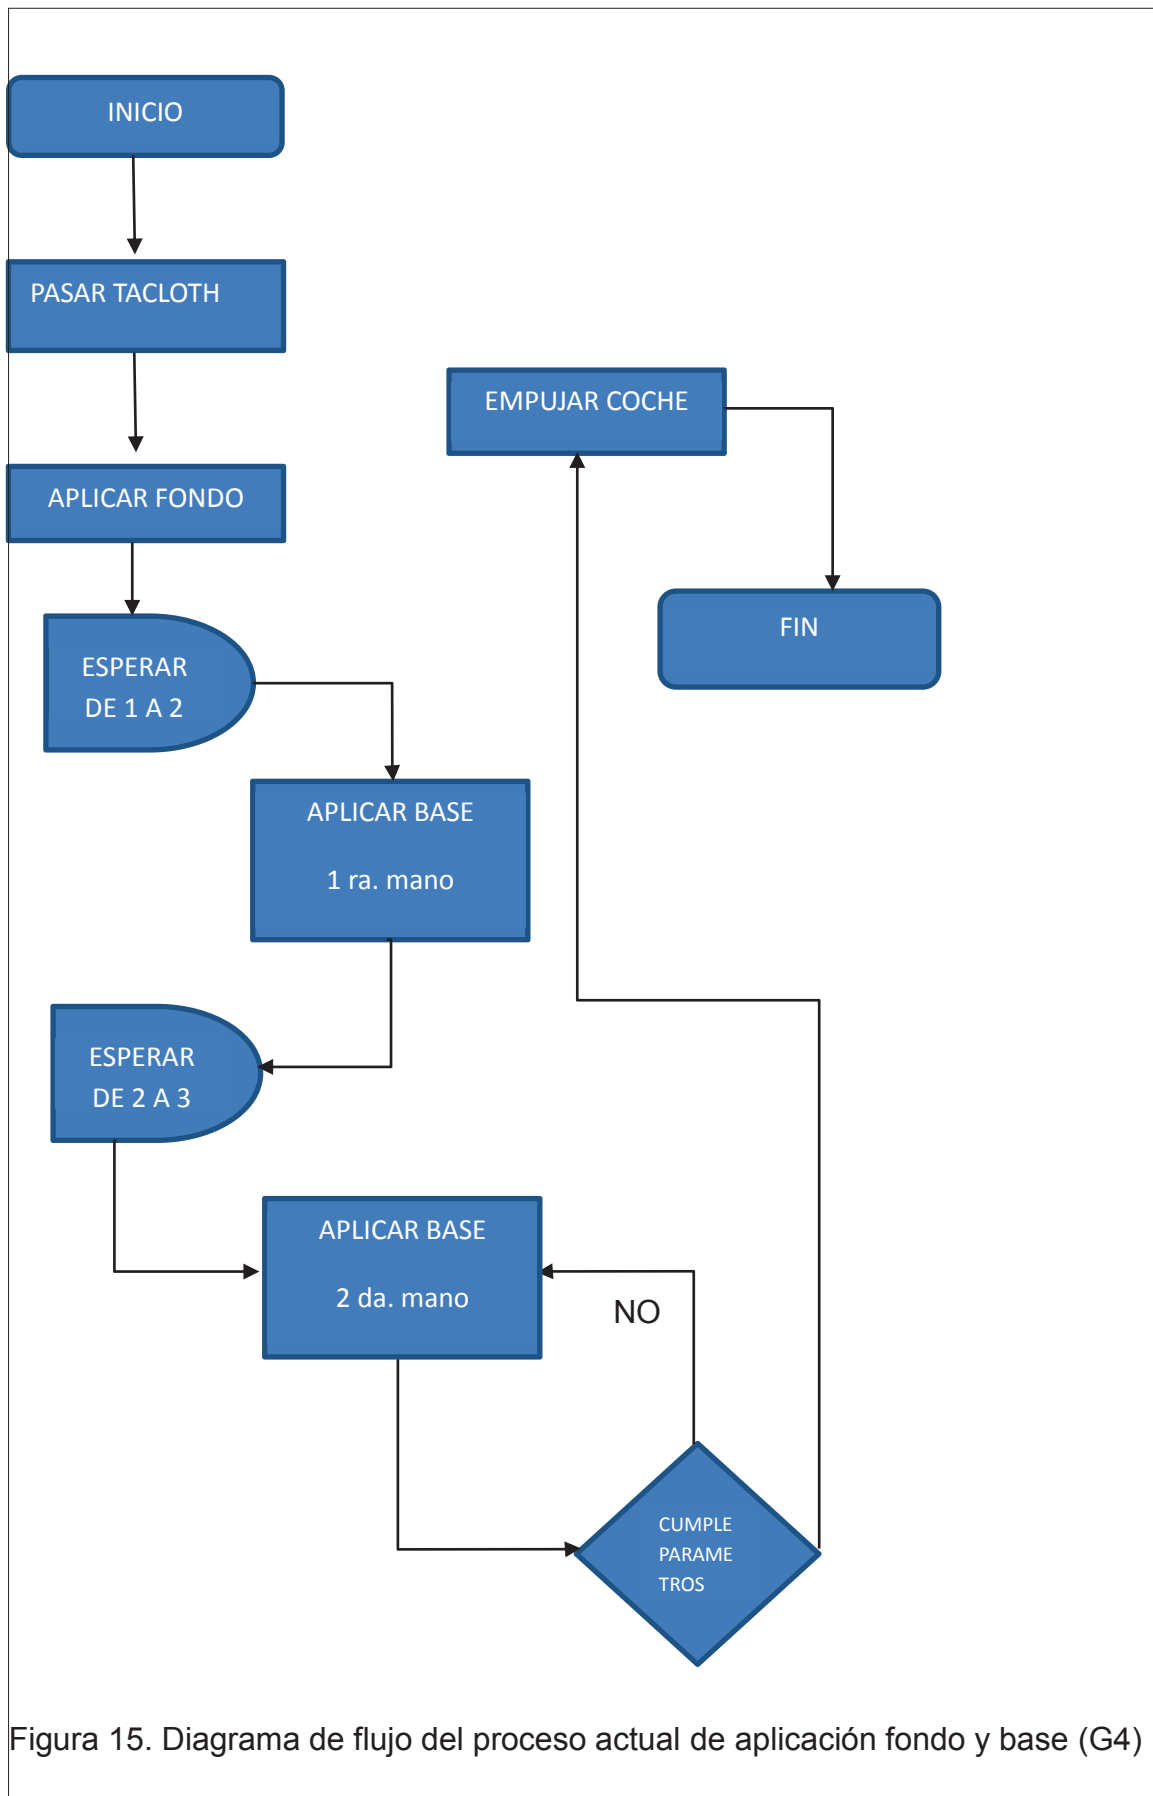 INICIO
PASAR TACLOTH
APLICAR FONDO
ESPERAR
DE 1 A 2
APLICAR BASE
1 ra. mano
ESPERAR
DE 2 A 3
APLICAR BASE
2 da. mano
NO
CUMPLE
PARAME
TROS
EMPUJAR COCHE
FIN
Figura 15. Diagrama de flujo del proceso actual de aplicación fondo y base (G4)